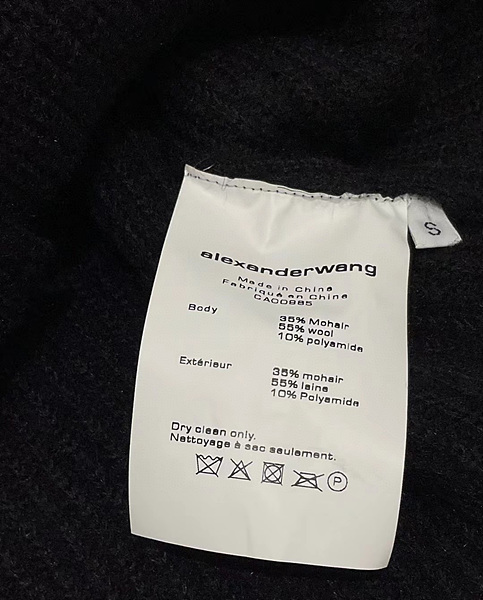 S
alexanderwang
Made in China
Fabriqué en China
CA00985
Body
35% Mohair
55% wool
10% polyamide
Extérieur
35% mohair
55% laine
10% Polyamide
Dry clean only.
Nettoyage à sec seulement.
P